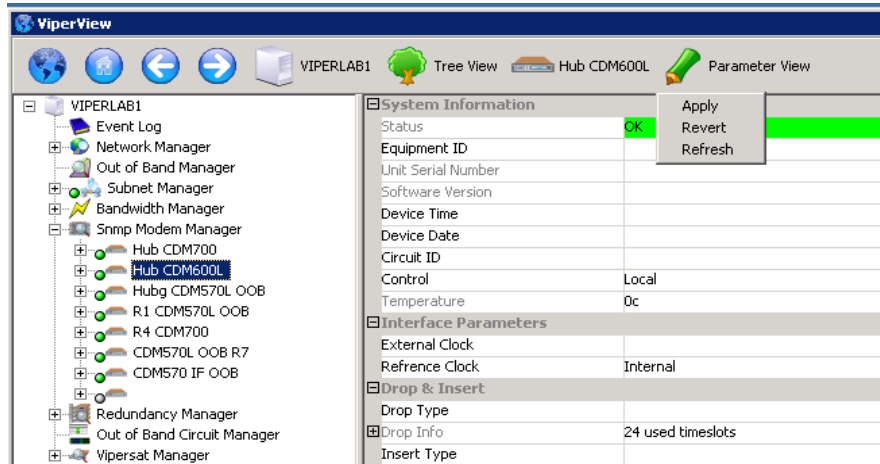 ViperView
VIPERLAB1 Tree View Hub CDM600L Parameter View
Apply
Revert
Refresh
VIPERLAB1
Event Log
Network Manager
Out of Band Manager
Subnet Manager
Bandwidth Manager
Snmp Modem Manager
Hub CDM700
Hub CDM600L
Hubg CDM570L OOB
R1 CDM570L OOB
R4 CDM700
CDM570L OOB R7
CDM570 IF OOB
Redundancy Manager
Out of Band Circuit Manager
Vipersat Manager
System Information
Status OK
Equipment ID
Unit Serial Number
Software Version
Device Time
Device Date
Circuit ID
Control Local
Temperature 0c
Interface Parameters
External Clock
Refrence Clock Internal
Drop & Insert
Drop Type
Drop Info 24 used timeslots
Insert Type